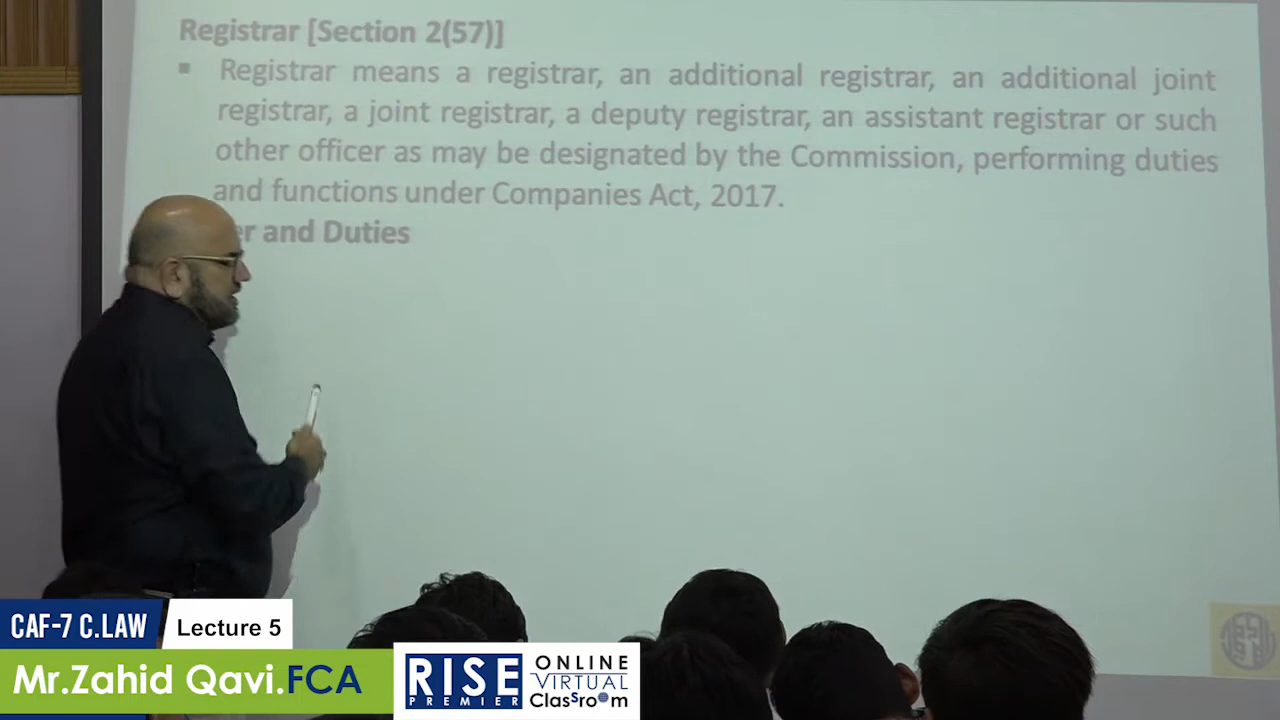 Registrar [Section 2(57)]
▪ Registrar means a registrar, an additional registrar, an additional joint
registrar, a joint registrar, a deputy registrar, an assistant registrar or such
other officer as may be designated by the Commission, performing duties
and functions under Companies Act, 2017.
er and Duties
CAF-7 C.LAW
Lecture 5
Mr.Zahid Qavi.FCA
RISE
PREMIER
ONLINE
VIRTUAL
Classroom